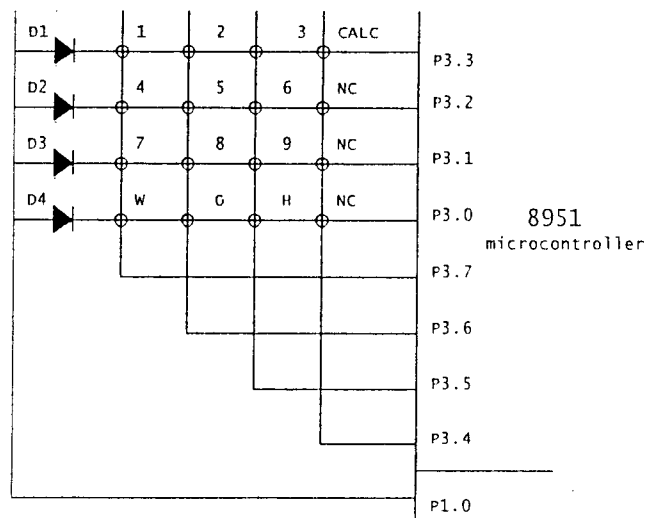 D1 1 2 3 CALC
P3.3
D2 4 5 6 NC
P3.2
D3 7 8 9 NC
P3.1
D4 W H NC
P3.0
8951
microcontroller
P3.7
P3.6
P3.5
P3.4
P1.0